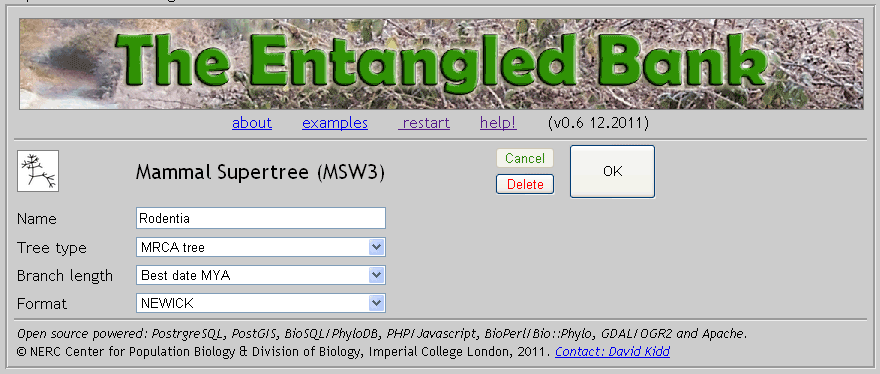 The Entangled Bank
about examples restart help! (v0.6 12.2011)
Mammal Supertree (MSW3) Cancel OK
Delete
Name Rodentia
Tree type MRCA tree
Branch length Best date MYA
Format NEWICK
Open source powered: PostrgreSQL, PostGIS, BioSQL/PhyloDB, PHP/Javascript, BioPerl/Bio::Phylo, GDAL/OGR2 and Apache.
© NERC Center for Population Biology & Division of Biology, Imperial College London, 2011. Contact: David Kidd